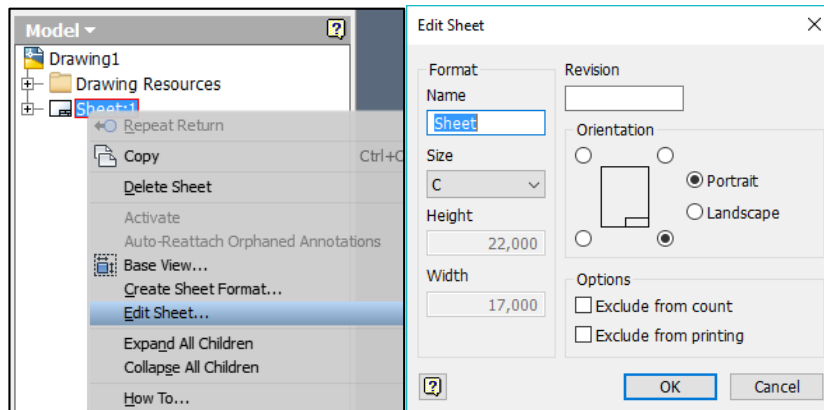 Model
Drawing1
Drawing Resources
Sheet:1
Repeat Return
Copy Ctrl+C
Delete Sheet
Activate
Auto-Reattach Orphaned Annotations
Base View...
Create Sheet Format...
Edit Sheet...
Expand All Children
Collapse All Children
How To...
Edit Sheet
Format
Name
Sheet
Size
C
Height
22,000
Width
17,000
Revision
Orientation
Portrait
Landscape
Options
Exclude from count
Exclude from printing
OK Cancel